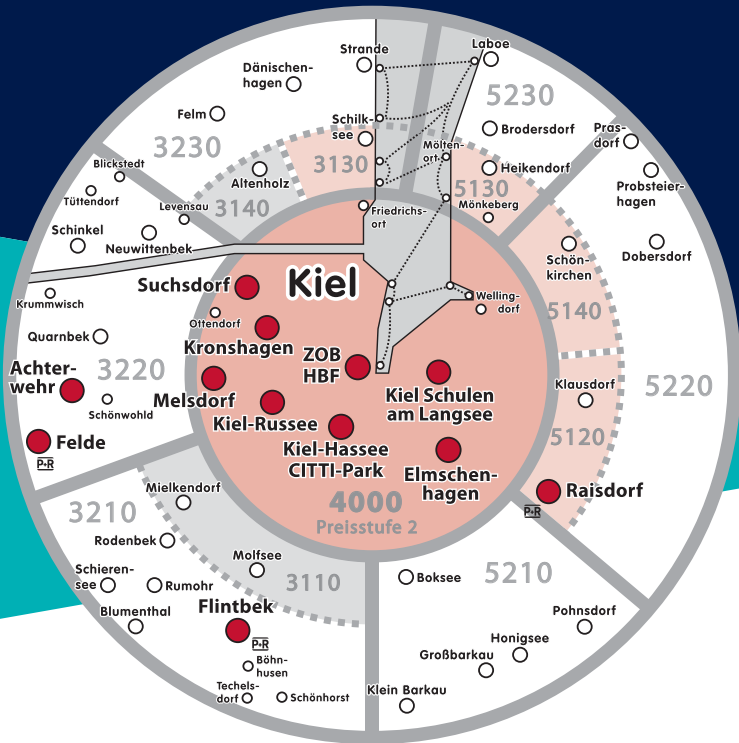 Strande
Laboe
Dänischen-
hagen
5230
Felm
Schilk-
see
Brodersdorf
Pras-
dorf
3230
3130
Mölten-
ort
Heikendorf
Blickstedt
Altenholz
5130
Probsteier-
hagen
Tüttendorf
Levensau
3140
Friedrichs-
ort
Mönkeberg
Schinkel
Neuwittenbek
Schön-
kirchen
Dobersdorf
Krummwisch
Suchsdorf
Kiel
Welling-
dorf
5140
Ottendorf
Quarnbek
Kronshagen
ZOB
HBF
Achter-
wehr
3220
Melsdorf
Kiel Schulen
am Langsee
Klausdorf
5220
Schönwohld
Kiel-Russee
Felde
P+R
Kiel-Hassee
CITTI-Park
Elmschen-
hagen
5120
Raisdorf
P+R
4000
Preisstufe 2
Mielkendorf
3210
Rodenbek
Molfsee
3110
Schieren-
see
Rumohr
Boksee
5210
Blumenthal
Flintbek
P+R
Pohnsdorf
Honigsee
Böhn-
husen
Großbarkau
Techels-
dorf
Schönhorst
Klein Barkau